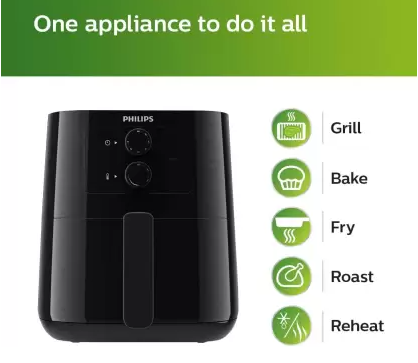 One appliance to do it all
PHILIPS
Grill
Bake
Fry
Roast
Reheat